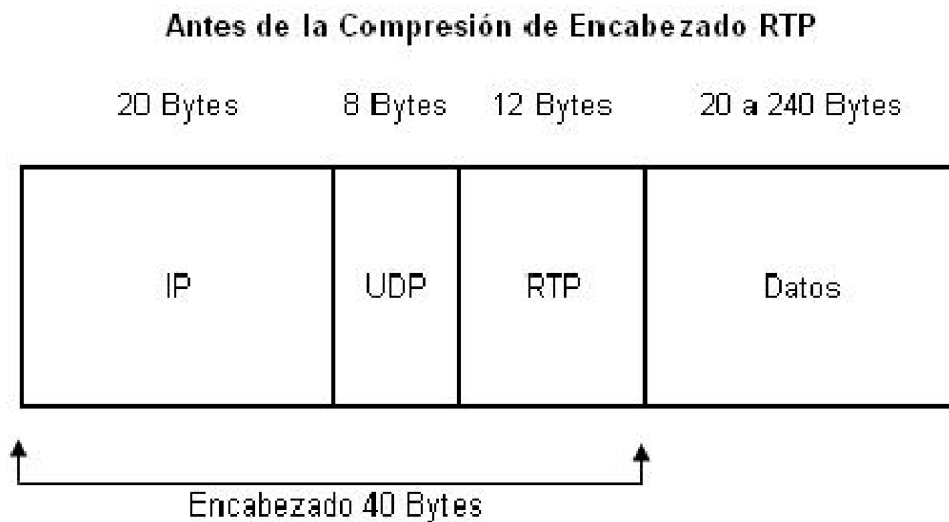 Antes de la Compresión de Encabezado RTP
20 Bytes 8 Bytes 12 Bytes 20 a 240 Bytes
IP UDP RTP Datos
Encabezado 40 Bytes